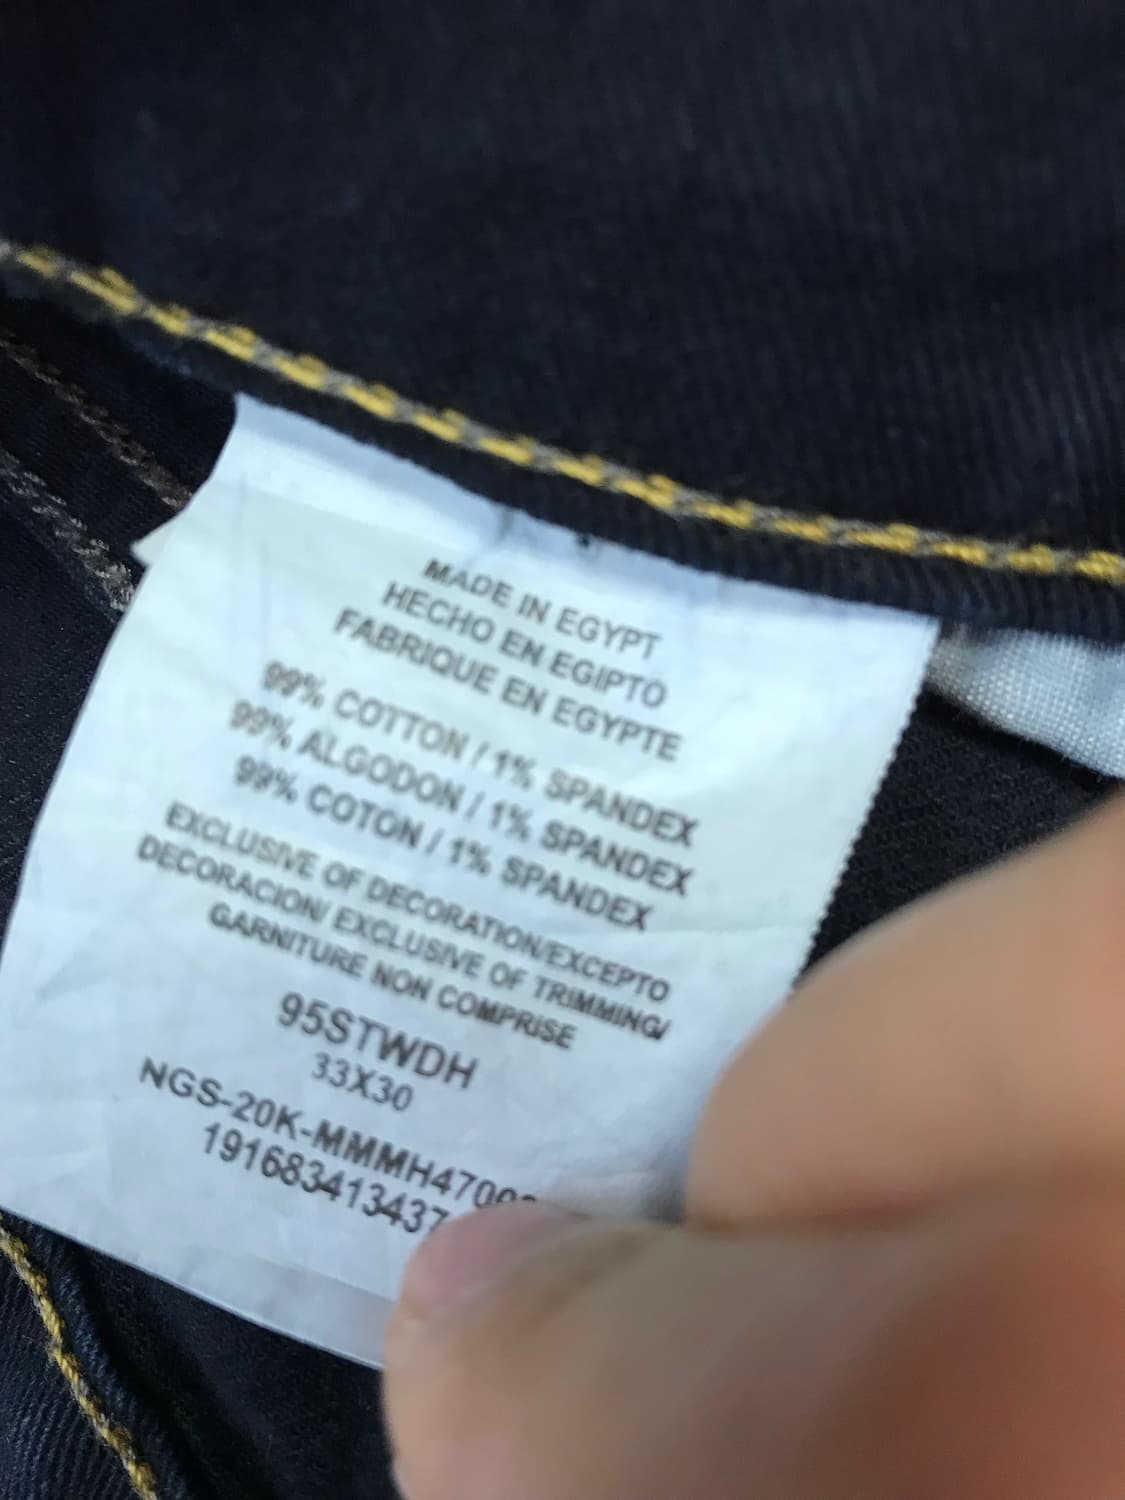 MADE IN EGYPT
HECHO EN EGIPTO
FABRIQUE EN EGYPTE
99% COTTON / 1% SPANDEX
99% ALGODON / 1% SPANDEX
99% COTON / 1% SPANDEX
EXCLUSIVE OF DECORATION/EXCEPTO
DECORACION/ EXCLUSIVE OF TRIMMING/
GARNITURE NON COMPRISE
95STWDH
33X30